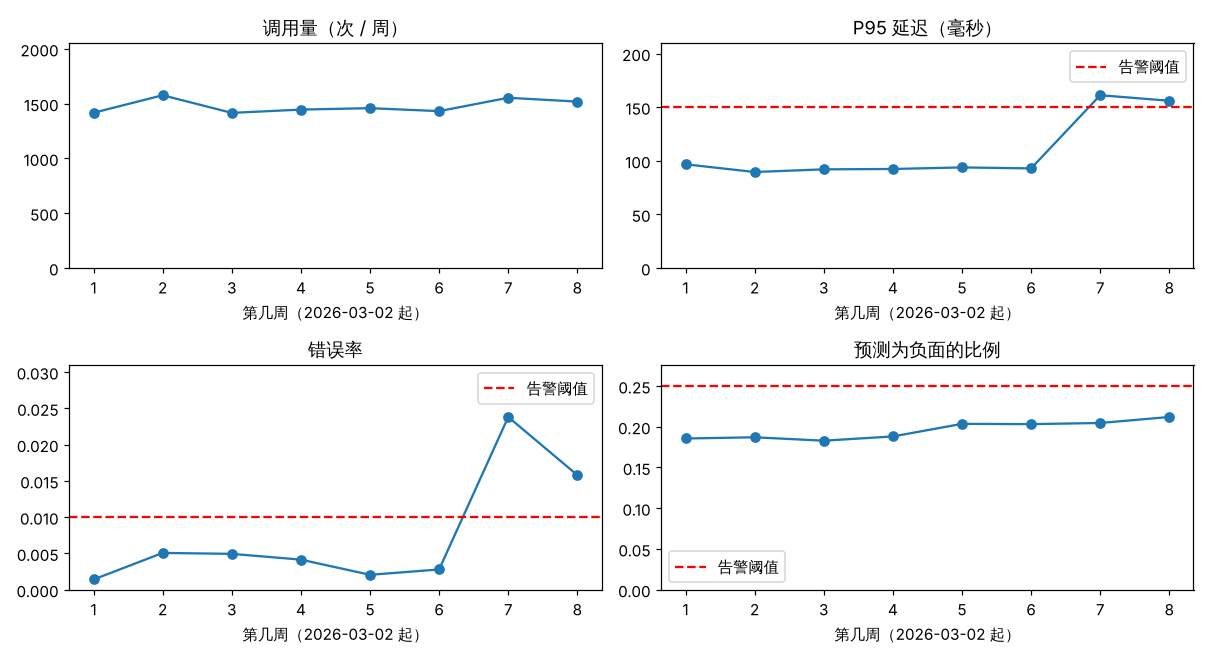 调用量（次 / 周）
2000
1500
1000
500
0
1 2 3 4 5 6 7 8
第几周（2026-03-02 起）
P95 延迟（毫秒）
告警阈值
200
150
100
50
0
1 2 3 4 5 6 7 8
第几周（2026-03-02 起）
错误率
告警阈值
0.030
0.025
0.020
0.015
0.010
0.005
0.000
1 2 3 4 5 6 7 8
第几周（2026-03-02 起）
预测为负面的比例
0.25
0.20
0.15
0.10
0.05
0.00
告警阈值
1 2 3 4 5 6 7 8
第几周（2026-03-02 起）